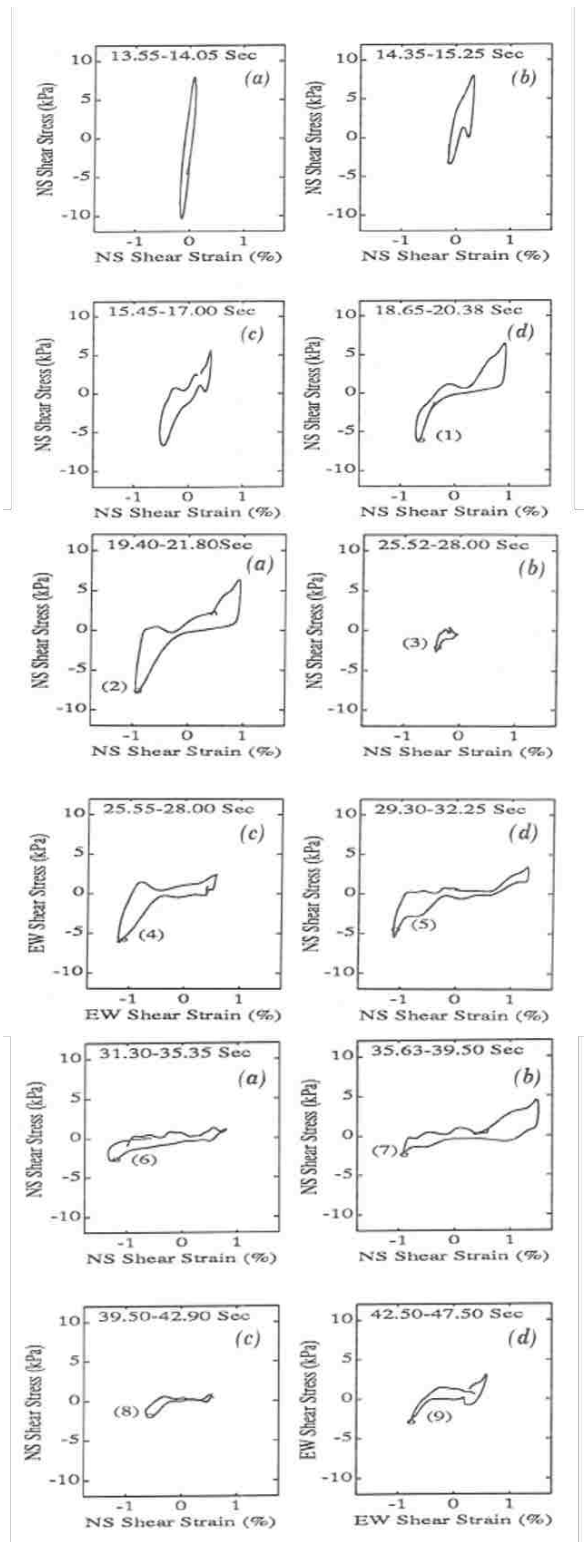 13.55-14.05 Sec
(a)
NS Shear Stress (kPa)
10
5
0
-5
-10
-1 0 1
NS Shear Strain (%)
14.35-15.25 Sec
(b)
NS Shear Stress (kPa)
10
5
0
-5
-10
-1 0 1
NS Shear Strain (%)
15.45-17.00 Sec
(c)
NS Shear Stress (kPa)
10
5
0
-5
-10
-1 0 1
NS Shear Strain (%)
18.65-20.38 Sec
(d)
NS Shear Stress (kPa)
10
5
0
-5
-10
(1)
-1 0 1
NS Shear Strain (%)
19.40-21.80Sec
(a)
NS Shear Stress (kPa)
10
5
0
-5
-10
(2)
-1 0 1
NS Shear Strain (%)
25.52-28.00 Sec
(b)
NS Shear Stress (kPa)
10
5
0
-5
-10
(3)
-1 0 1
NS Shear Strain (%)
25.55-28.00 Sec
(c)
EW Shear Stress (kPa)
10
5
0
-5
-10
(4)
-1 0 1
EW Shear Strain (%)
29.30-32.25 Sec
(d)
NS Shear Stress (kPa)
10
5
0
-5
-10
(5)
-1 0 1
NS Shear Strain (%)
31.30-35.35 Sec
(a)
NS Shear Stress (kPa)
10
5
0
-5
-10
(6)
-1 0 1
NS Shear Strain (%)
35.63-39.50 Sec
(b)
NS Shear Stress (kPa)
10
5
0
-5
-10
(7)
-1 0 1
NS Shear Strain (%)
39.50-42.90 Sec
(c)
NS Shear Stress (kPa)
10
5
0
-5
-10
(8)
-1 0 1
NS Shear Strain (%)
42.50-47.50 Sec
(d)
EW Shear Stress (kPa)
10
5
0
-5
-10
(9)
-1 0 1
EW Shear Strain (%)